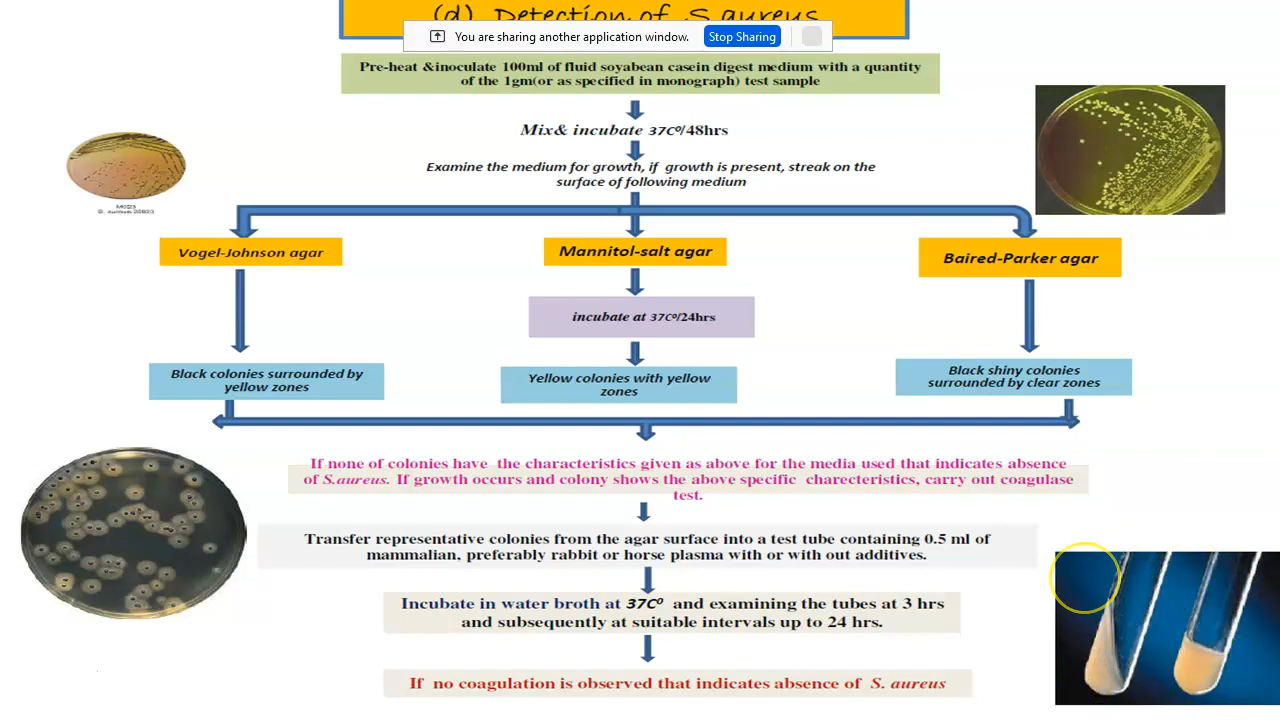 (d) Detection of S.aureus
You are sharing another application window.
Stop Sharing
Pre-heat &inoculate 100ml of fluid soyabean casein digest medium with a quantity
of the 1gm(or as specified in monograph) test sample
Mix& incubate 37C⁰/48hrs
Examine the medium for growth, if growth is present, streak on the
surface of following medium
Vogel-Johnson agar
Mannitol-salt agar
Baired-Parker agar
incubate at 37C⁰/24hrs
Black colonies surrounded by
yellow zones
Yellow colonies with yellow
zones
Black shiny colonies
surrounded by clear zones
If none of colonies have the characteristics given as above for the media used that indicates absence
of S.aureus. If growth occurs and colony shows the above specific charecteristics, carry out coagulase
test.
Transfer representative colonies from the agar surface into a test tube containing 0.5 ml of
mammalian, preferably rabbit or horse plasma with or with out additives.
Incubate in water broth at 37C⁰ and examining the tubes at 3 hrs
and subsequently at suitable intervals up to 24 hrs.
If no coagulation is observed that indicates absence of S. aureus